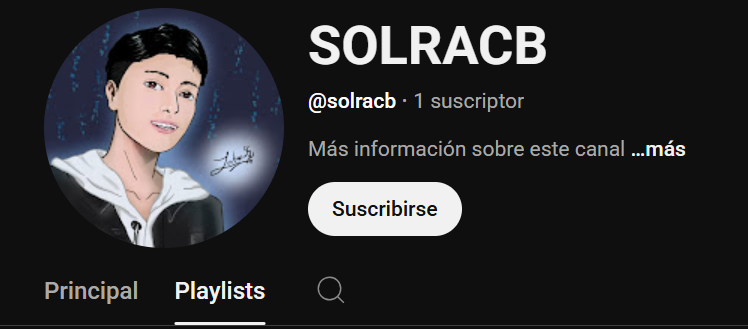 SOLRACB
@solracb · 1 suscriptor
Más información sobre este canal ...más
Suscribirse
Principal Playlists